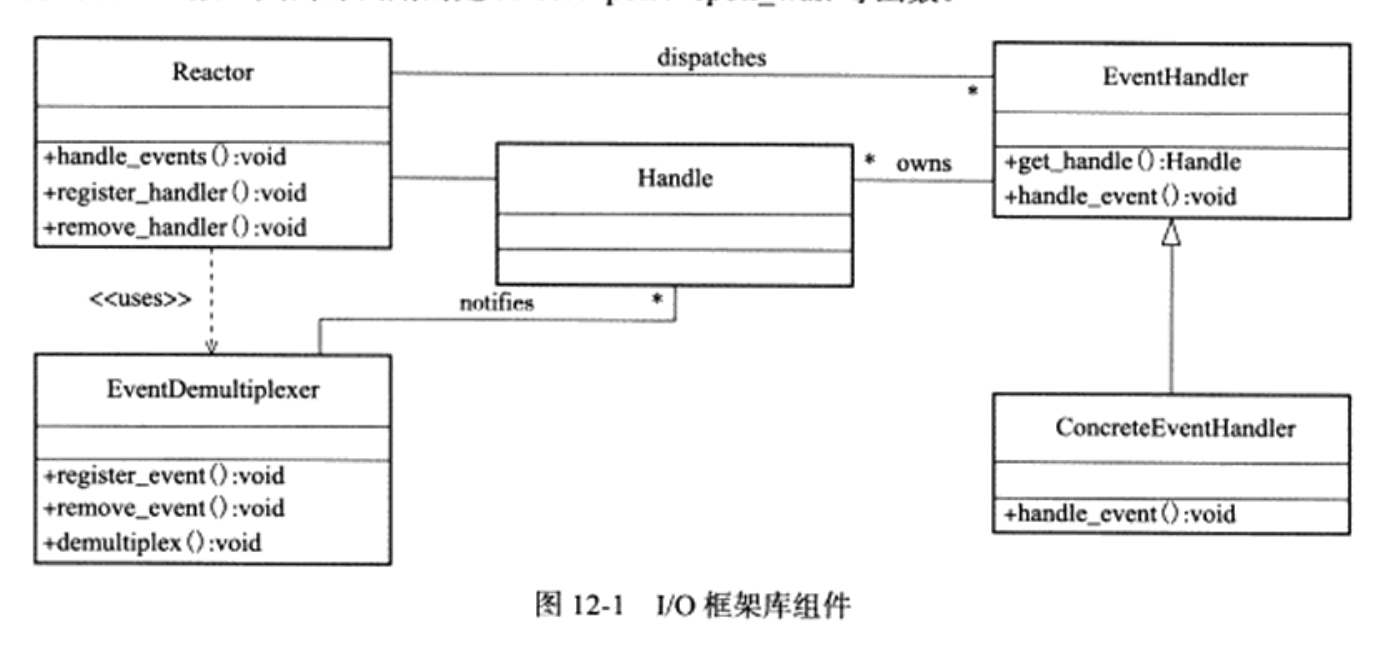 dispatches
Reactor
EventHandler
*
+handle_events():void
+register_handler():void
+remove_handler():void
Handle
* owns
+get_handle():Handle
+handle_event():void
<<uses>>
notifies
*
EventDemultiplexer
+register_event():void
+remove_event():void
+demultiplex():void
ConcreteEventHandler
+handle_event():void
图 12-1 I/O 框架库组件